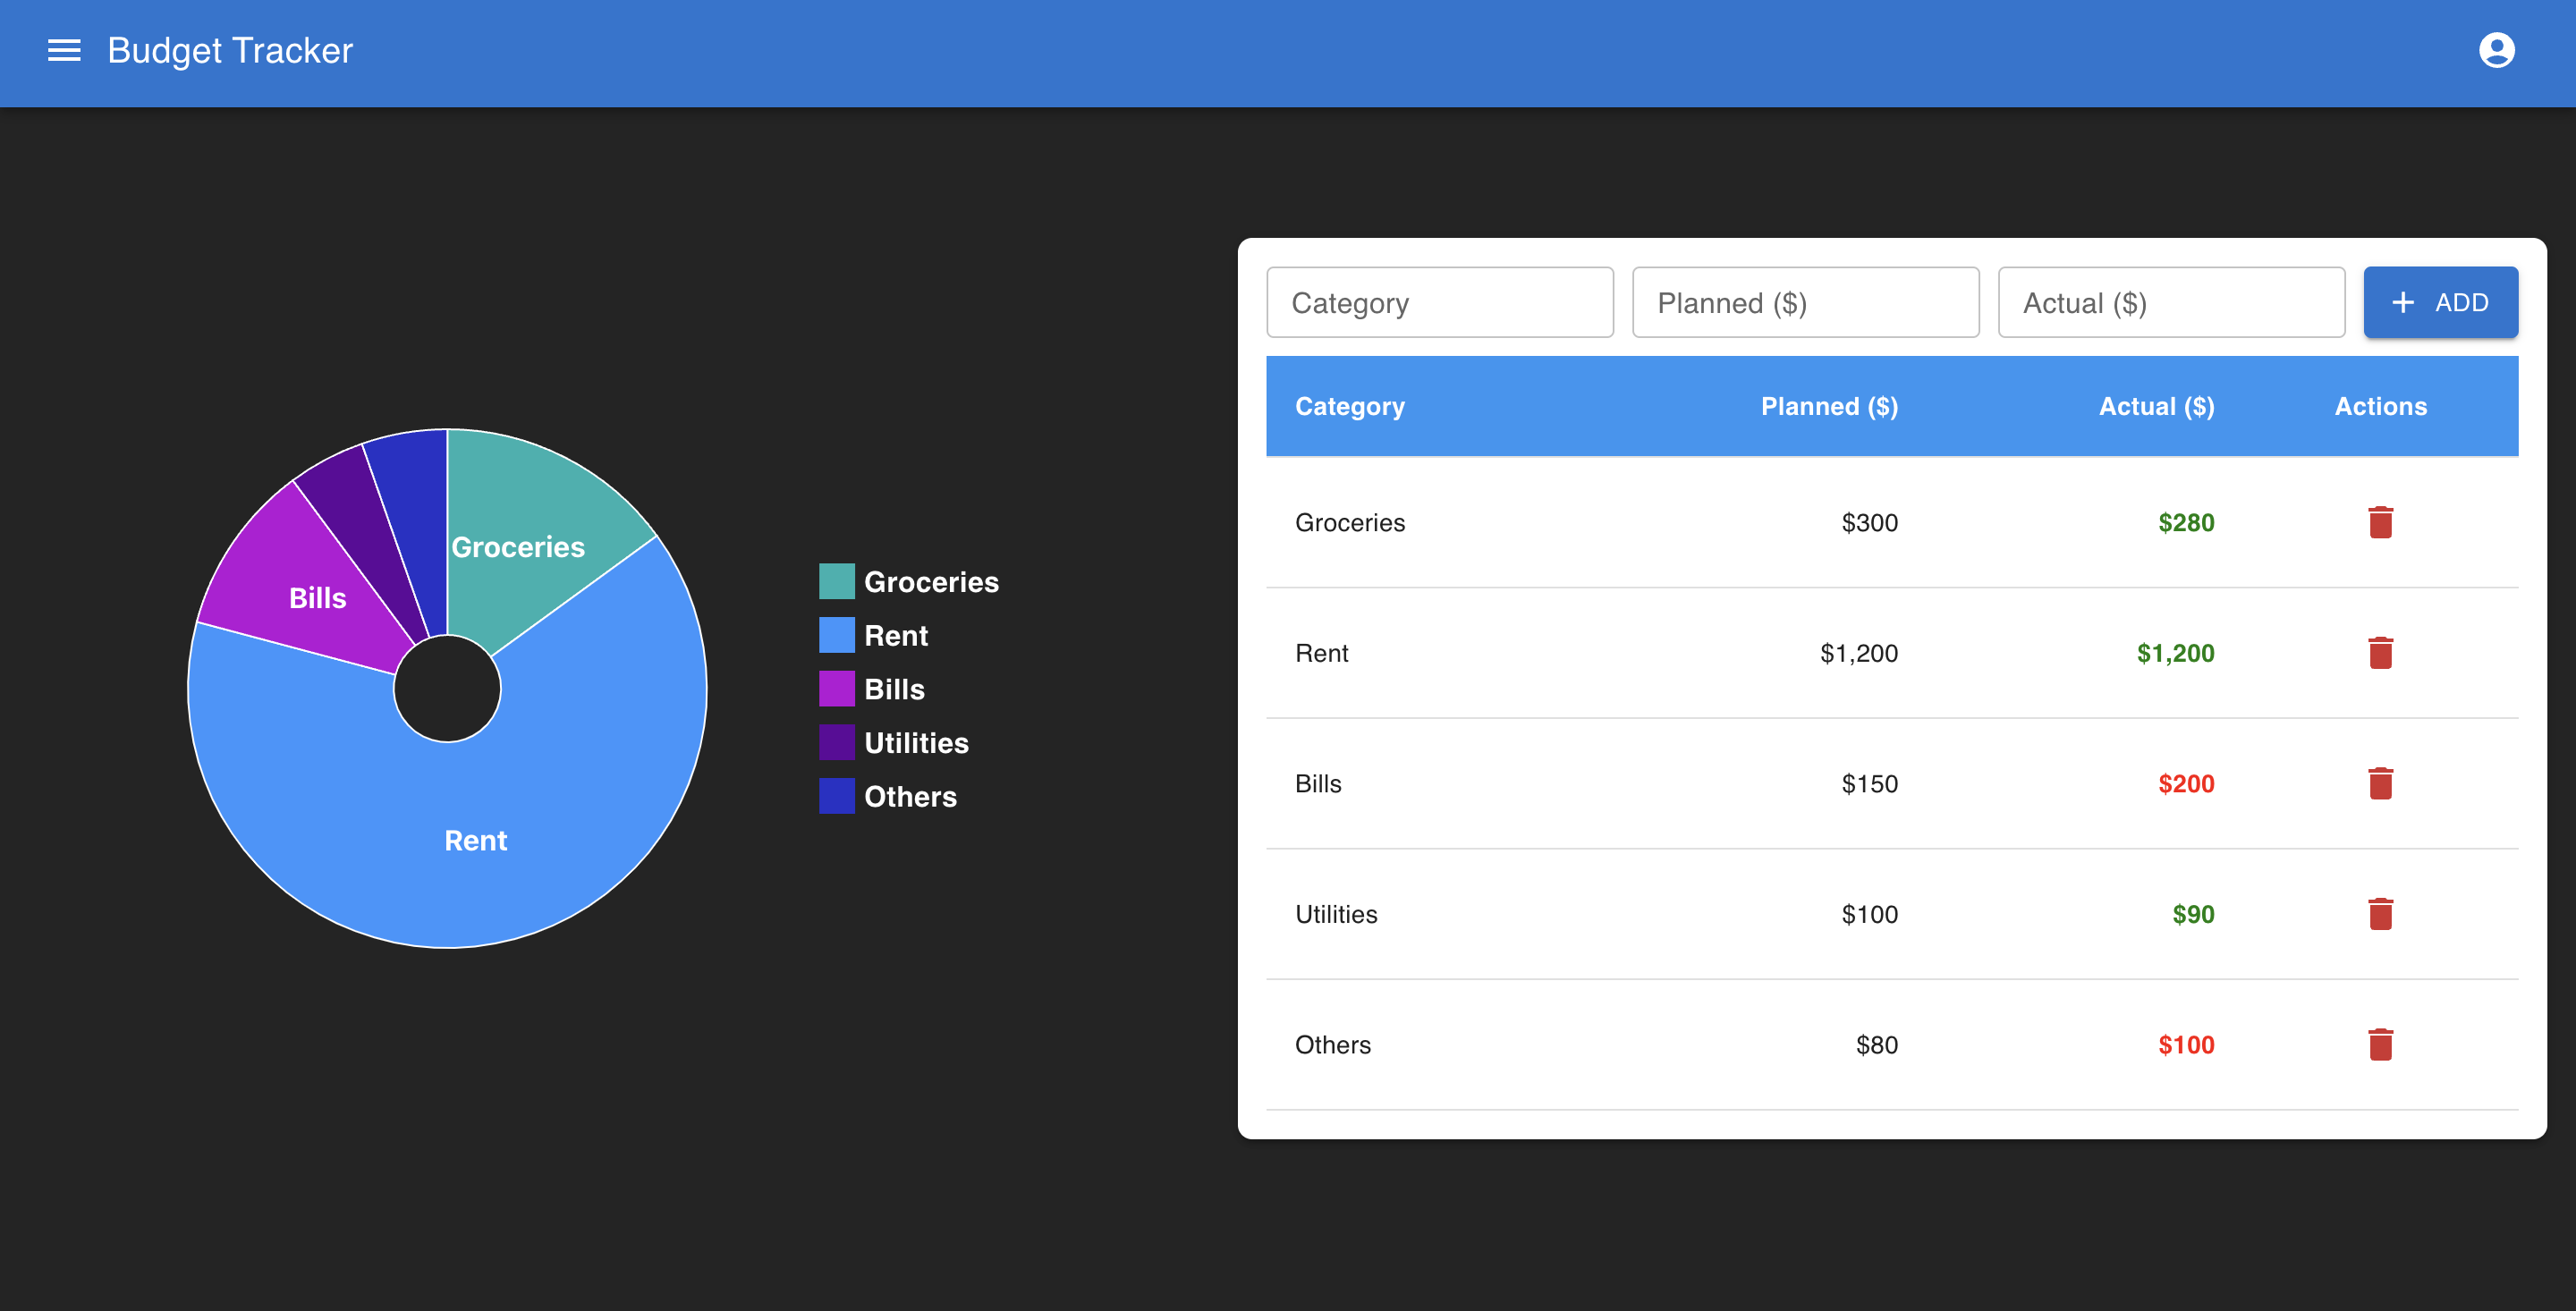 Budget Tracker
Groceries
Bills
Rent
Groceries
Rent
Bills
Utilities
Others
Category Planned ($) Actual ($) + ADD
Category Planned ($) Actual ($) Actions
Groceries $300 $280
Rent $1,200 $1,200
Bills $150 $200
Utilities $100 $90
Others $80 $100